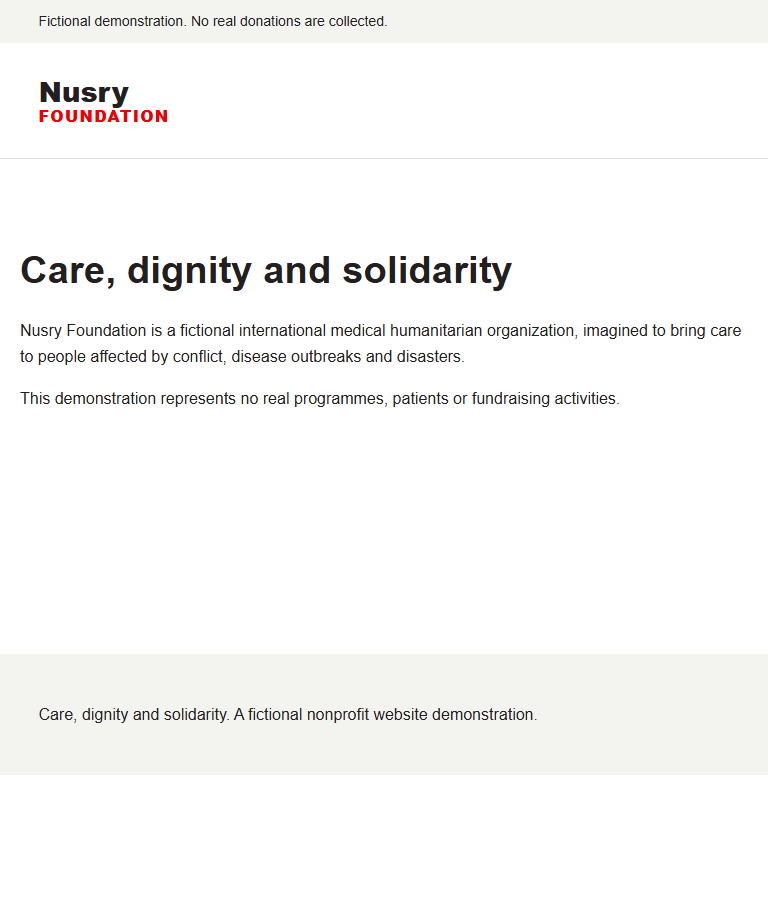 Fictional demonstration. No real donations are collected.
Nusry
FOUNDATION
Care, dignity and solidarity
Nusry Foundation is a fictional international medical humanitarian organization, imagined to bring care
to people affected by conflict, disease outbreaks and disasters.
This demonstration represents no real programmes, patients or fundraising activities.
Care, dignity and solidarity. A fictional nonprofit website demonstration.